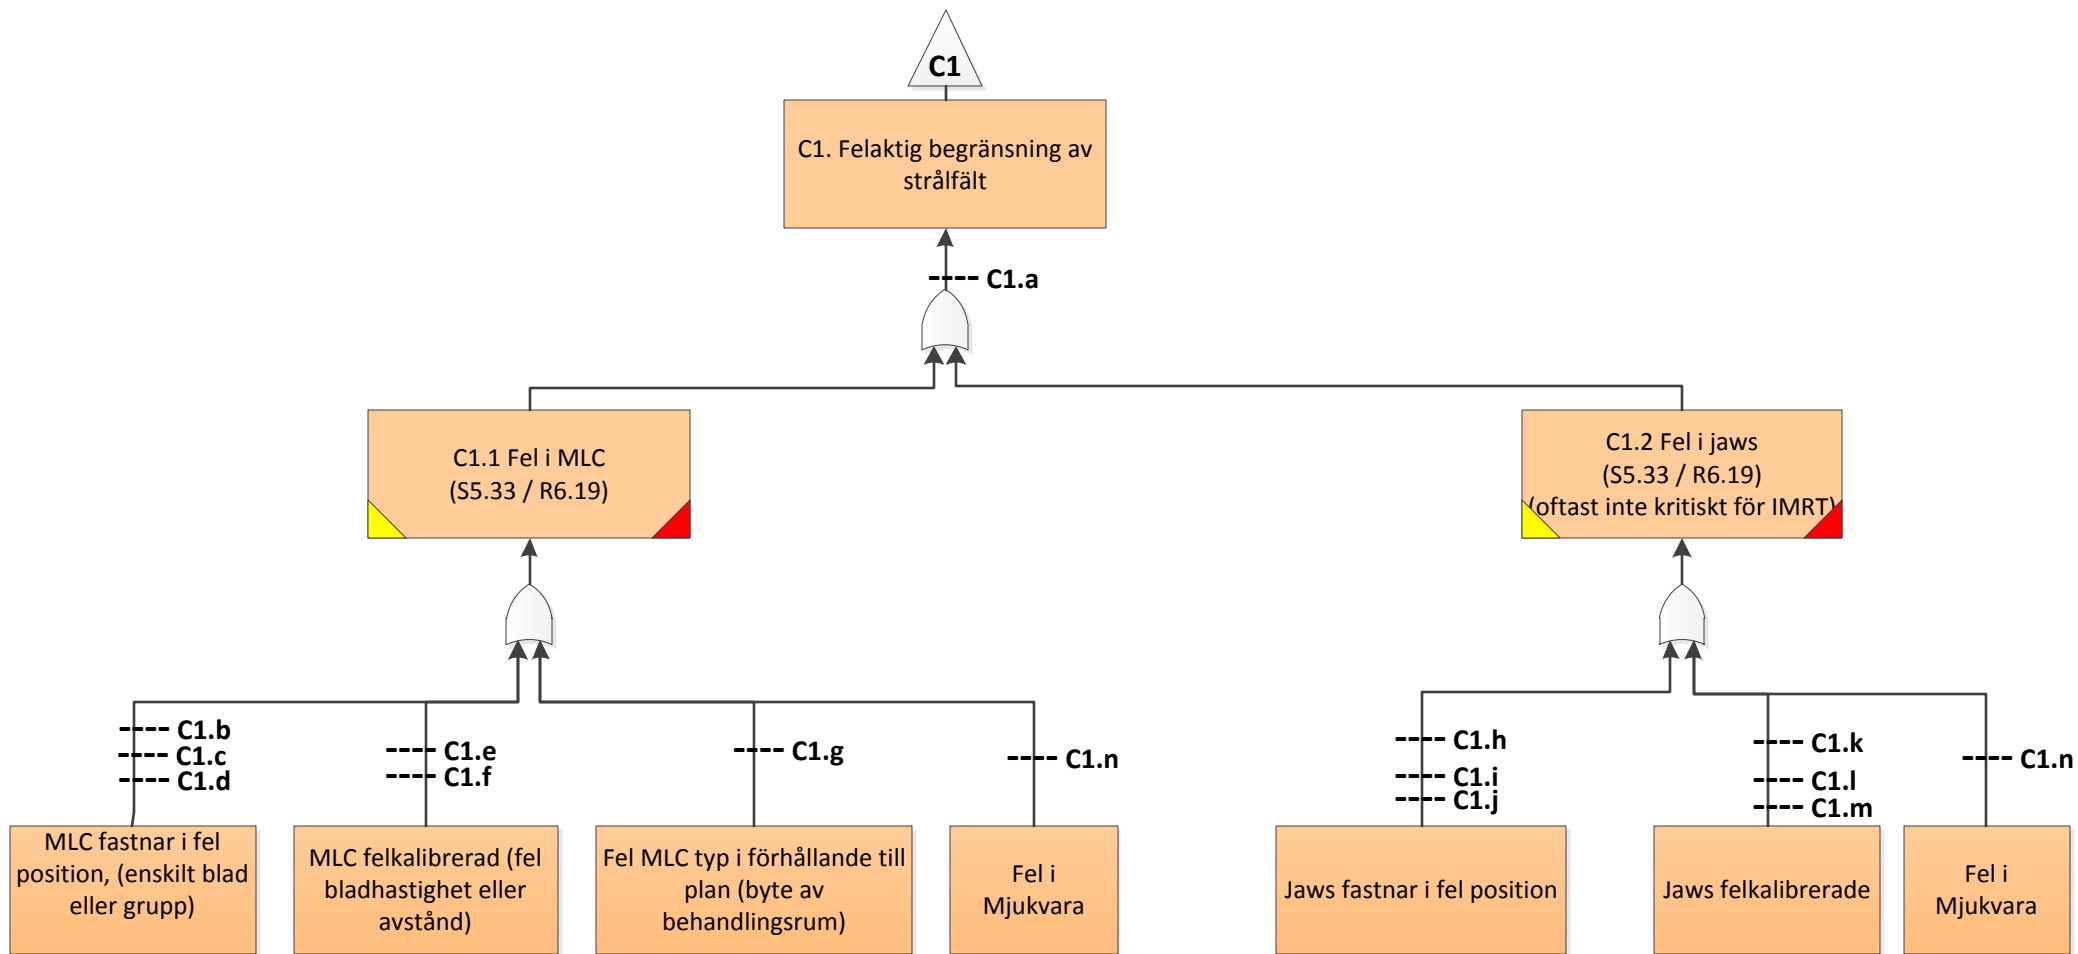 C1
C1. Felaktig begränsning av
strålfält
---- C1.a
C1.1 Fel i MLC
(S5.33 / R6.19)
C1.2 Fel i jaws
(S5.33 / R6.19)
(oftast inte kritiskt för IMRT)
---- C1.b
---- C1.c
---- C1.d
---- C1.e
---- C1.f
---- C1.g
---- C1.n
---- C1.h
---- C1.i
---- C1.j
---- C1.k
---- C1.l
---- C1.m
---- C1.n
MLC fastnar i fel
position, (enskilt blad
eller grupp)
MLC felkalibrerad (fel
bladhastighet eller
avstånd)
Fel MLC typ i förhållande till
plan (byte av
behandlingsrum)
Fel i
Mjukvara
Jaws fastnar i fel position
Jaws felkalibrerade
Fel i
Mjukvara